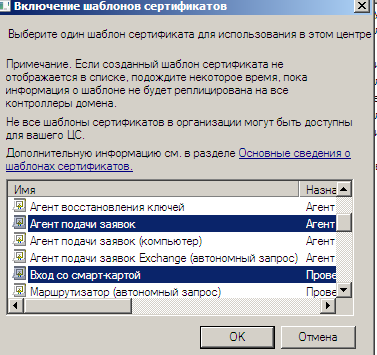 Включение шаблонов сертификатов
Выберите один шаблон сертификата для использования в этом центре
Примечание. Если созданный шаблон сертификата не
отображается в списке, подождите некоторое время, пока
информация о шаблоне не будет реплицирована на все
контроллеры домена.
Не все шаблоны сертификатов в организации могут быть доступны
для вашего ЦС.
Дополнительную информацию см. в разделе Основные сведения о
шаблонах сертификатов.
Имя Назна
Агент восстановления ключей Агент
Агент подачи заявок Агент
Агент подачи заявок (компьютер) Агент
Агент подачи заявок Exchange (автономный запрос) Агент
Вход со смарт-картой Прове
Маршрутизатор (автономный запрос) Прове
OK Отмена